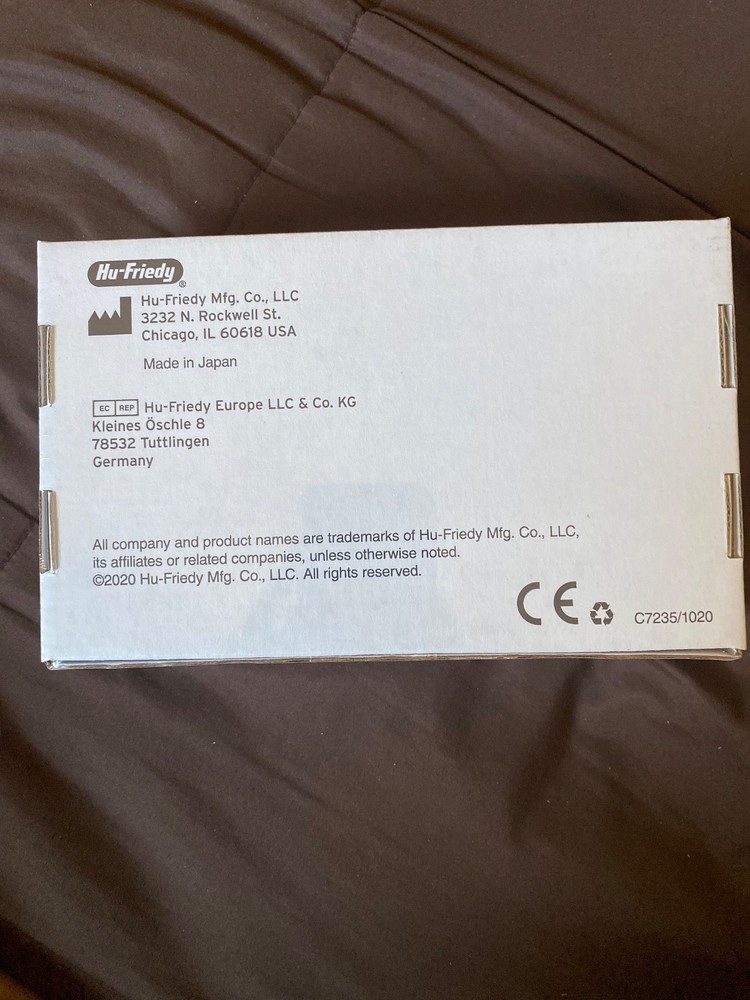 Hu-Friedy®
Hu-Friedy Mfg. Co., LLC
3232 N. Rockwell St.
Chicago, IL 60618 USA
Made in Japan
EC REP Hu-Friedy Europe LLC & Co. KG
Kleines Öschle 8
78532 Tuttlingen
Germany
All company and product names are trademarks of Hu-Friedy Mfg. Co., LLC,
its affiliates or related companies, unless otherwise noted.
©2020 Hu-Friedy Mfg. Co., LLC. All rights reserved.
CE C7235/1020